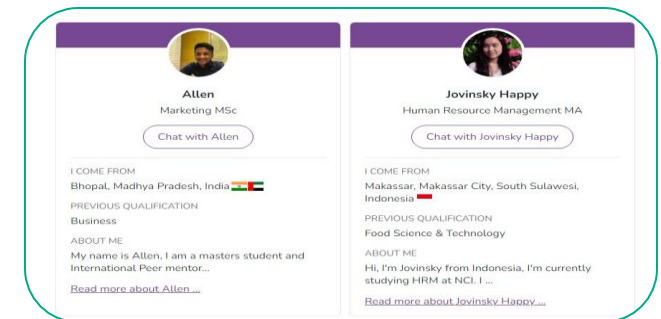 Allen
Marketing MSc
Chat with Allen
I COME FROM
Bhopal, Madhya Pradesh, India
PREVIOUS QUALIFICATION
Business
ABOUT ME
My name is Allen, I am a masters student and
International Peer mentor...
Read more about Allen ...
Jovinsky Happy
Human Resource Management MA
Chat with Jovinsky Happy
I COME FROM
Makassar, Makassar City, South Sulawesi,
Indonesia
PREVIOUS QUALIFICATION
Food Science & Technology
ABOUT ME
Hi, I'm Jovinsky from Indonesia, I'm currently
studying HRM at NCI. I ...
Read more about Jovinsky Happy ...